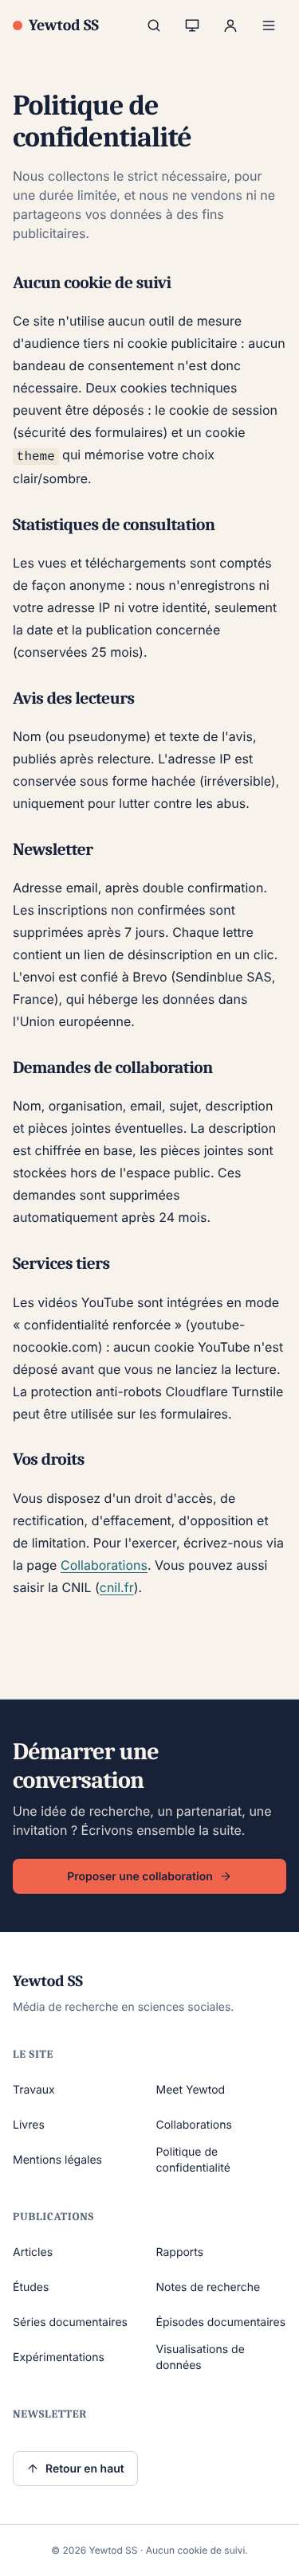 Yewtod SS
Politique de
confidentialité
Nous collectons le strict nécessaire, pour
une durée limitée, et nous ne vendons ni ne
partageons vos données à des fins
publicitaires.
Aucun cookie de suivi
Ce site n'utilise aucun outil de mesure
d'audience tiers ni cookie publicitaire : aucun
bandeau de consentement n'est donc
nécessaire. Deux cookies techniques
peuvent être déposés : le cookie de session
(sécurité des formulaires) et un cookie
theme qui mémorise votre choix
clair/sombre.
Statistiques de consultation
Les vues et téléchargements sont comptés
de façon anonyme : nous n'enregistrons ni
votre adresse IP ni votre identité, seulement
la date et la publication concernée
(conservées 25 mois).
Avis des lecteurs
Nom (ou pseudonyme) et texte de l'avis,
publiés après relecture. L'adresse IP est
conservée sous forme hachée (irréversible),
uniquement pour lutter contre les abus.
Newsletter
Adresse email, après double confirmation.
Les inscriptions non confirmées sont
supprimées après 7 jours. Chaque lettre
contient un lien de désinscription en un clic.
L'envoi est confié à Brevo (Sendinblue SAS,
France), qui héberge les données dans
l'Union européenne.
Demandes de collaboration
Nom, organisation, email, sujet, description
et pièces jointes éventuelles. La description
est chiffrée en base, les pièces jointes sont
stockées hors de l'espace public. Ces
demandes sont supprimées
automatiquement après 24 mois.
Services tiers
Les vidéos YouTube sont intégrées en mode
« confidentialité renforcée » (youtube-
nocookie.com) : aucun cookie YouTube n'est
déposé avant que vous ne lanciez la lecture.
La protection anti-robots Cloudflare Turnstile
peut être utilisée sur les formulaires.
Vos droits
Vous disposez d'un droit d'accès, de
rectification, d'effacement, d'opposition et
de limitation. Pour l'exercer, écrivez-nous via
la page Collaborations. Vous pouvez aussi
saisir la CNIL (cnil.fr).
Démarrer une
conversation
Une idée de recherche, un partenariat, une
invitation ? Écrivons ensemble la suite.
Proposer une collaboration →
Yewtod SS
Média de recherche en sciences sociales.
LE SITE
Travaux
Meet Yewtod
Livres
Collaborations
Mentions légales
Politique de
confidentialité
PUBLICATIONS
Articles
Rapports
Études
Notes de recherche
Séries documentaires
Épisodes documentaires
Expérimentations
Visualisations de
données
NEWSLETTER
↑ Retour en haut
© 2026 Yewtod SS · Aucun cookie de suivi.